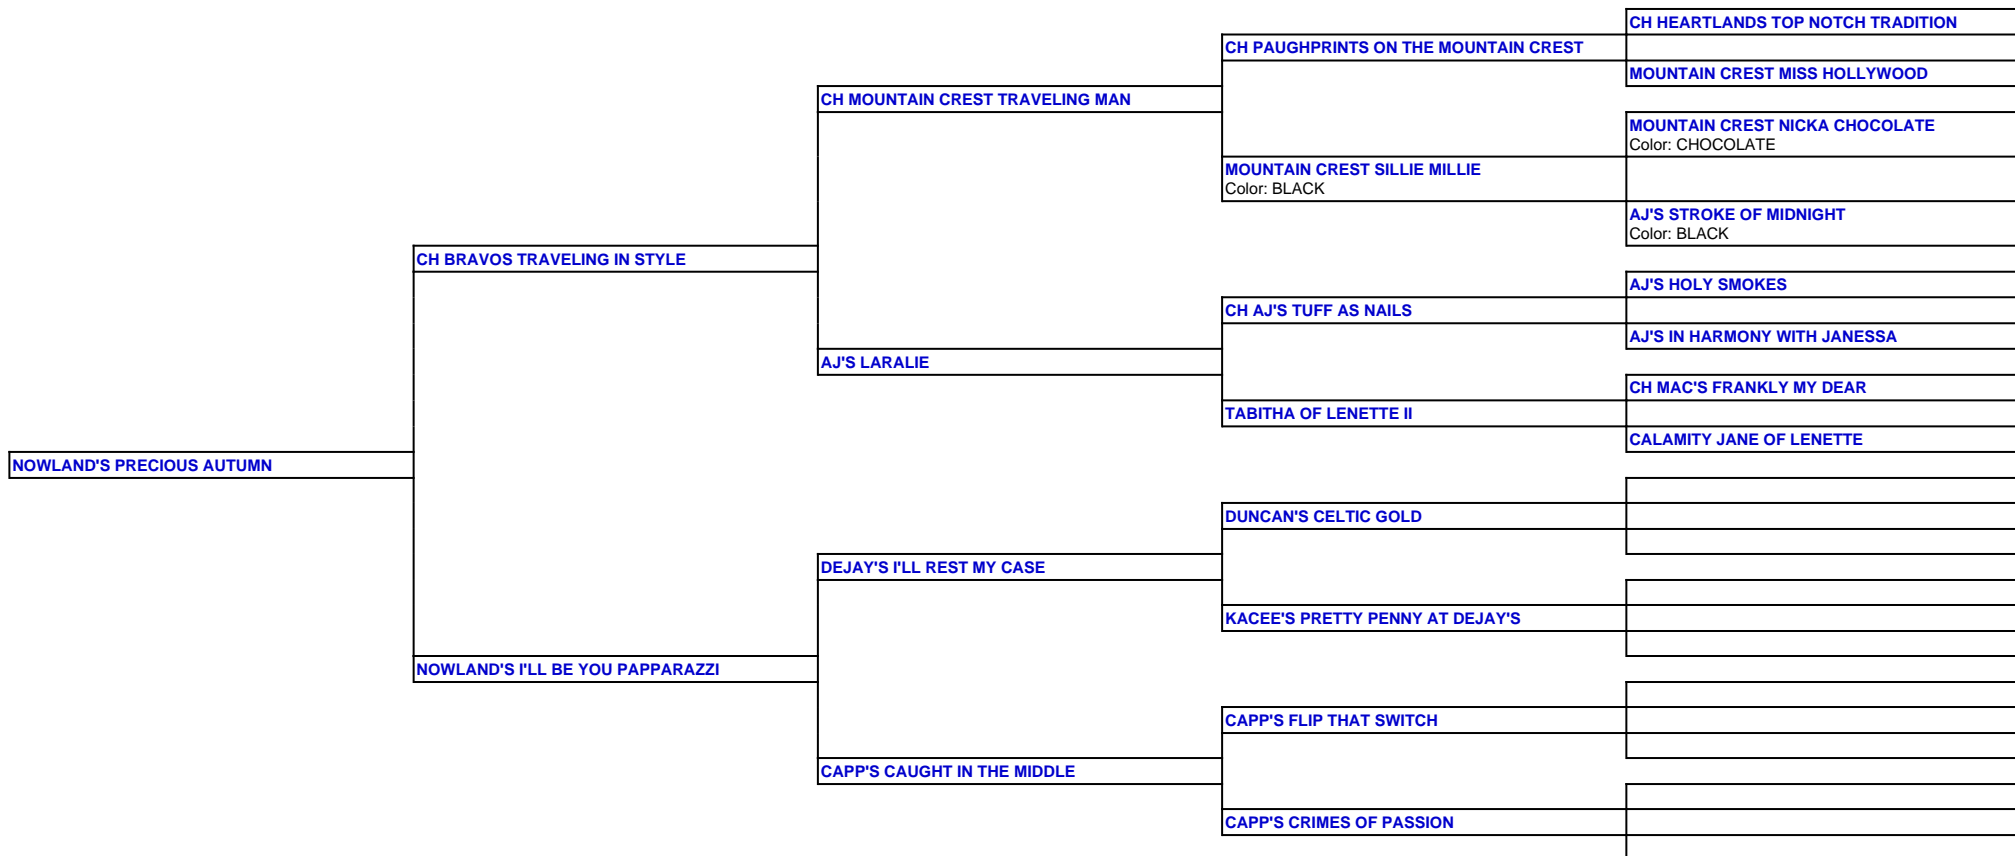 CH HEARTLANDS TOP NOTCH TRADITION
CH PAUGHPRINTS ON THE MOUNTAIN CREST
MOUNTAIN CREST MISS HOLLYWOOD
CH MOUNTAIN CREST TRAVELING MAN
MOUNTAIN CREST NICKA CHOCOLATE
Color: CHOCOLATE
MOUNTAIN CREST SILLIE MILLIE
Color: BLACK
AJ'S STROKE OF MIDNIGHT
Color: BLACK
CH BRAVOS TRAVELING IN STYLE
AJ'S HOLY SMOKES
CH AJ'S TUFF AS NAILS
AJ'S IN HARMONY WITH JANESSA
AJ'S LARALIE
CH MAC'S FRANKLY MY DEAR
TABITHA OF LENETTE II
CALAMITY JANE OF LENETTE
NOWLAND'S PRECIOUS AUTUMN
DUNCAN'S CELTIC GOLD
DEJAY'S I'LL REST MY CASE
KACEE'S PRETTY PENNY AT DEJAY'S
NOWLAND'S I'LL BE YOU PAPPARAZZI
CAPP'S FLIP THAT SWITCH
CAPP'S CAUGHT IN THE MIDDLE
CAPP'S CRIMES OF PASSION